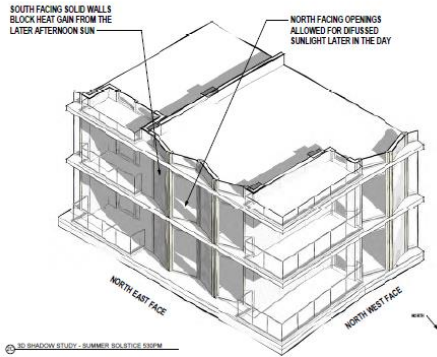 SOUTH FACING SOLID WALLS
BLOCK HEAT GAIN FROM THE
LATER AFTERNOON SUN
NORTH FACING OPENINGS
ALLOWED FOR DIFUSSED
SUNLIGHT LATER IN THE DAY
NORTH EAST FACE
NORTH WEST FACE
NORTH
3D SHADOW STUDY - SUMMER SOLSTICE 530PM